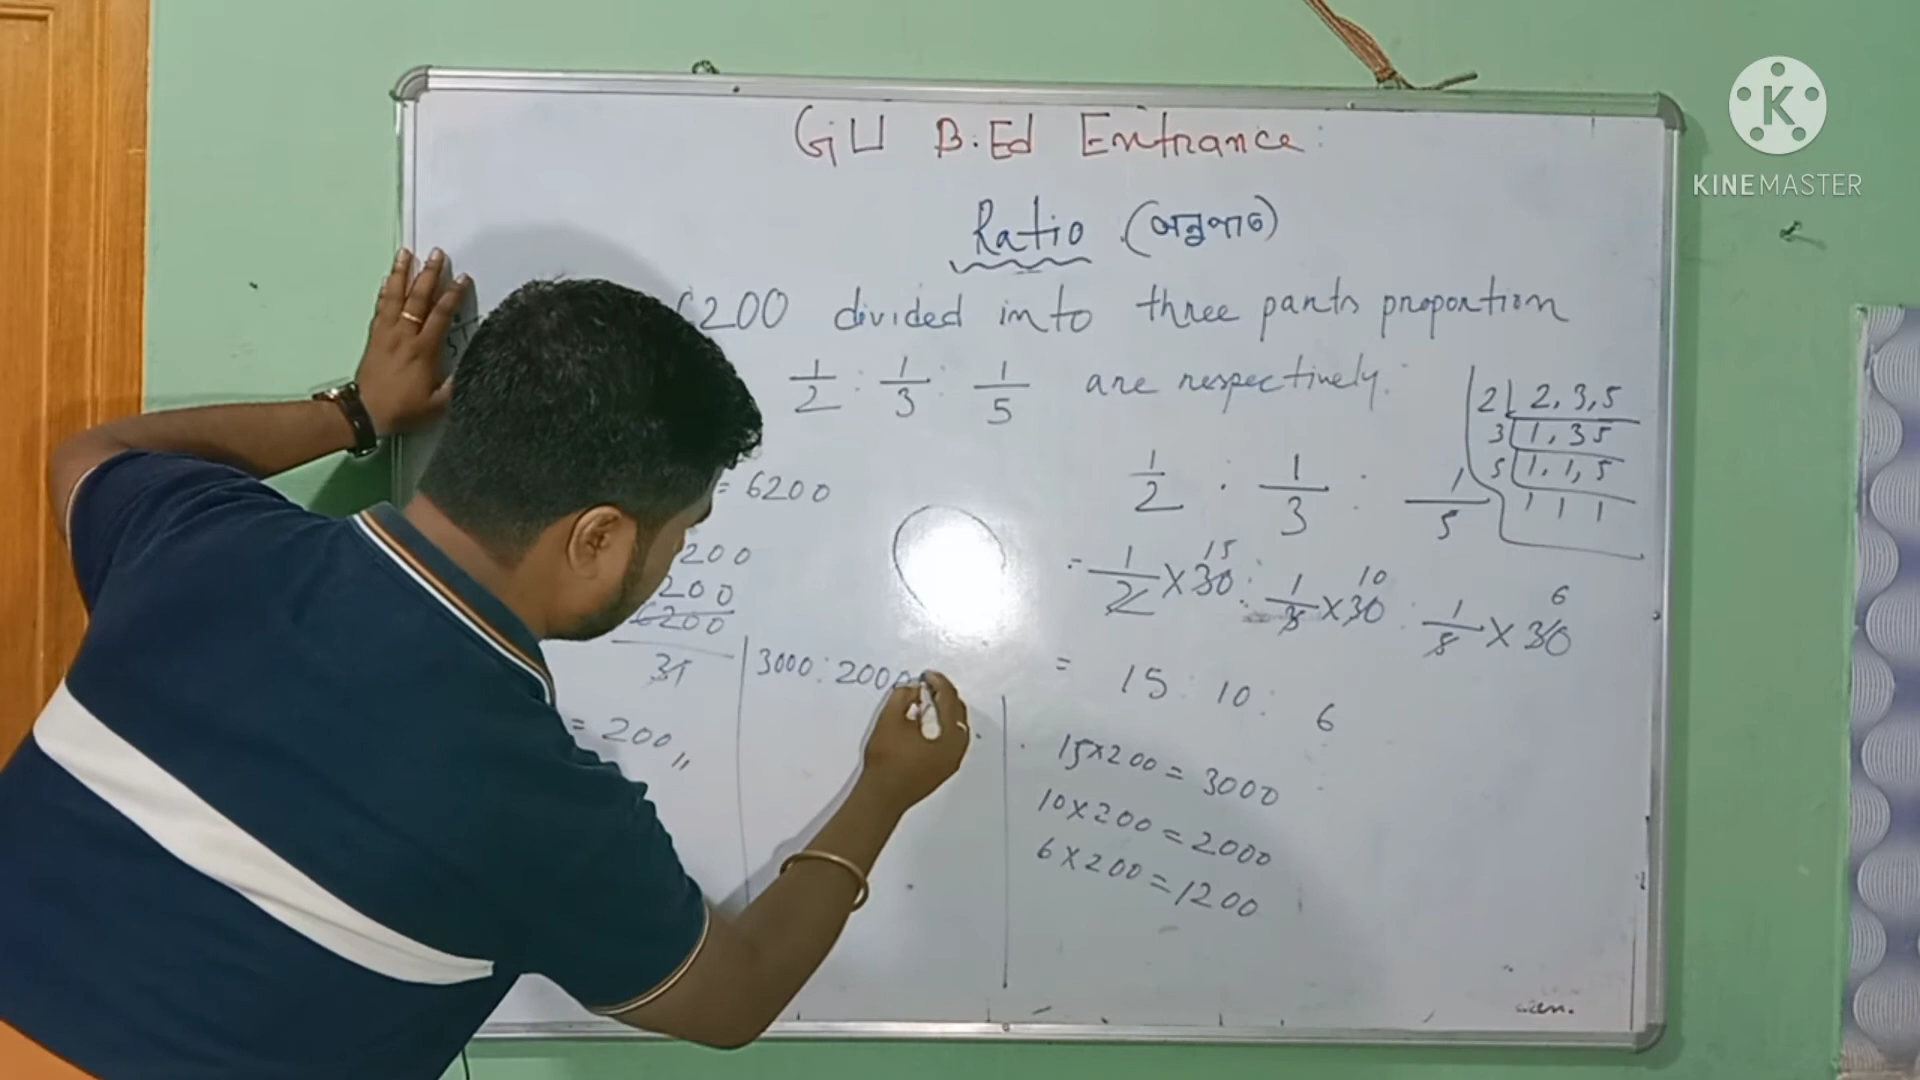 GU B.Ed Entrance:
Ratio (অনুপাত)
6200 divided into three parts proportion
1/2 : 1/3 : 1/5 are respectively.
2 | 2, 3, 5
3 | 1, 3 5
5 | 1, 1, 5
1 1 1
= 6200
200
200
6200
31
= 200 ,,
3000 : 2000
1/2 : 1/3 : 1/5
= 1/2 × 30 15 : 1/3 × 30 10 : 1/5 × 30 6
= 15 : 10 : 6
15×200 = 3000
10×200 = 2000
6×200 = 1200
K
KINEMASTER